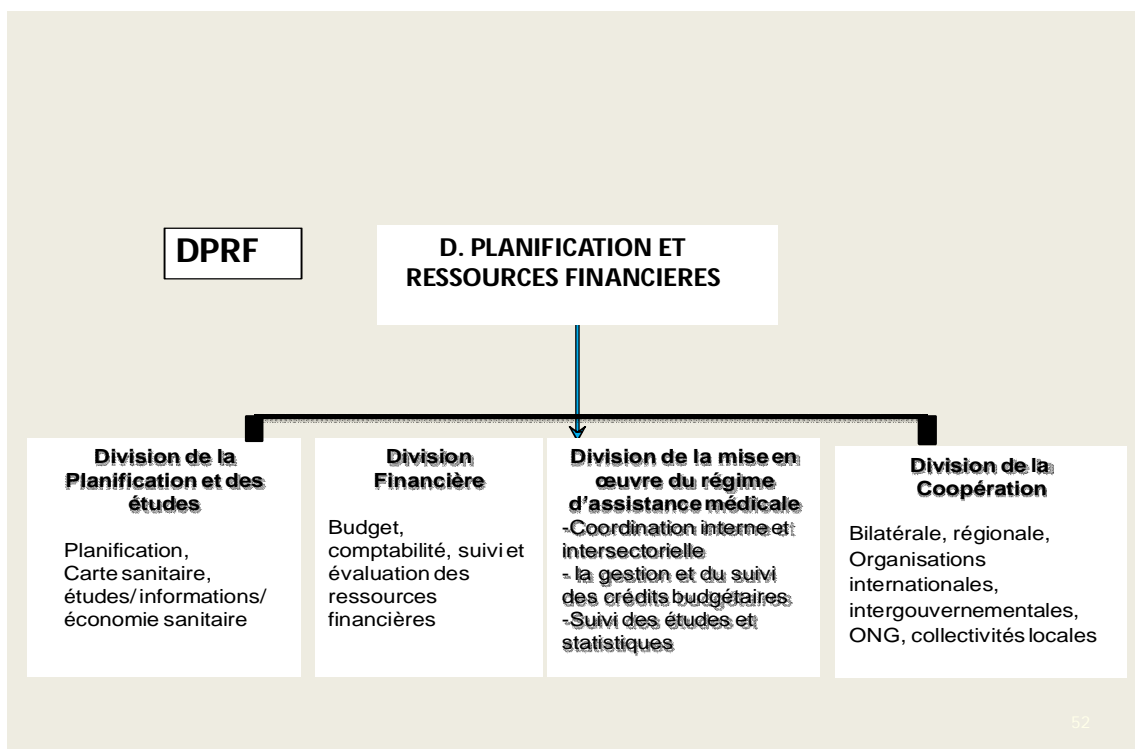 DPRF
D. PLANIFICATION ET
RESSOURCES FINANCIERES
Division de la
Planification et des
études
Planification,
Carte sanitaire,
études/informations/
économie sanitaire
Division
Financière
Budget,
comptabilité, suivi et
évaluation des
ressources
financières
Division de la mise en
œuvre du régime
d'assistance médicale
-Coordination interne et
intersectorielle
- la gestion et du suivi
des crédits budgétaires
-Suivi des études et
statistiques
Division de la
Coopération
Bilatérale, régionale,
Organisations
internationales,
intergouvernementales,
ONG, collectivités locales
52